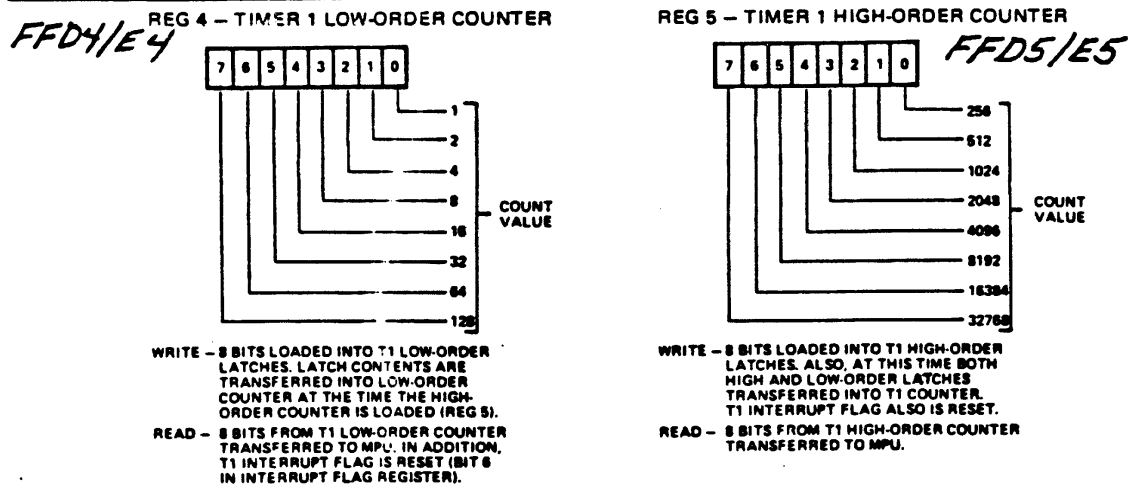 REG 4 – TIMER 1 LOW-ORDER COUNTER
FFD4/E4
7 6 5 4 3 2 1 0
1
2
4
8
16
32
64
128
COUNT
VALUE
WRITE – 8 BITS LOADED INTO T1 LOW-ORDER
LATCHES. LATCH CONTENTS ARE
TRANSFERRED INTO LOW-ORDER
COUNTER AT THE TIME THE HIGH-
ORDER COUNTER IS LOADED (REG 5).
READ – 8 BITS FROM T1 LOW-ORDER COUNTER
TRANSFERRED TO MPU. IN ADDITION,
T1 INTERRUPT FLAG IS RESET (BIT 6
IN INTERRUPT FLAG REGISTER).
REG 5 – TIMER 1 HIGH-ORDER COUNTER
FFD5/E5
7 6 5 4 3 2 1 0
256
512
1024
2048
4096
8192
16384
32768
COUNT
VALUE
WRITE – 8 BITS LOADED INTO T1 HIGH-ORDER
LATCHES. ALSO, AT THIS TIME BOTH
HIGH AND LOW-ORDER LATCHES
TRANSFERRED INTO T1 COUNTER.
T1 INTERRUPT FLAG ALSO IS RESET.
READ – 8 BITS FROM T1 HIGH-ORDER COUNTER
TRANSFERRED TO MPU.